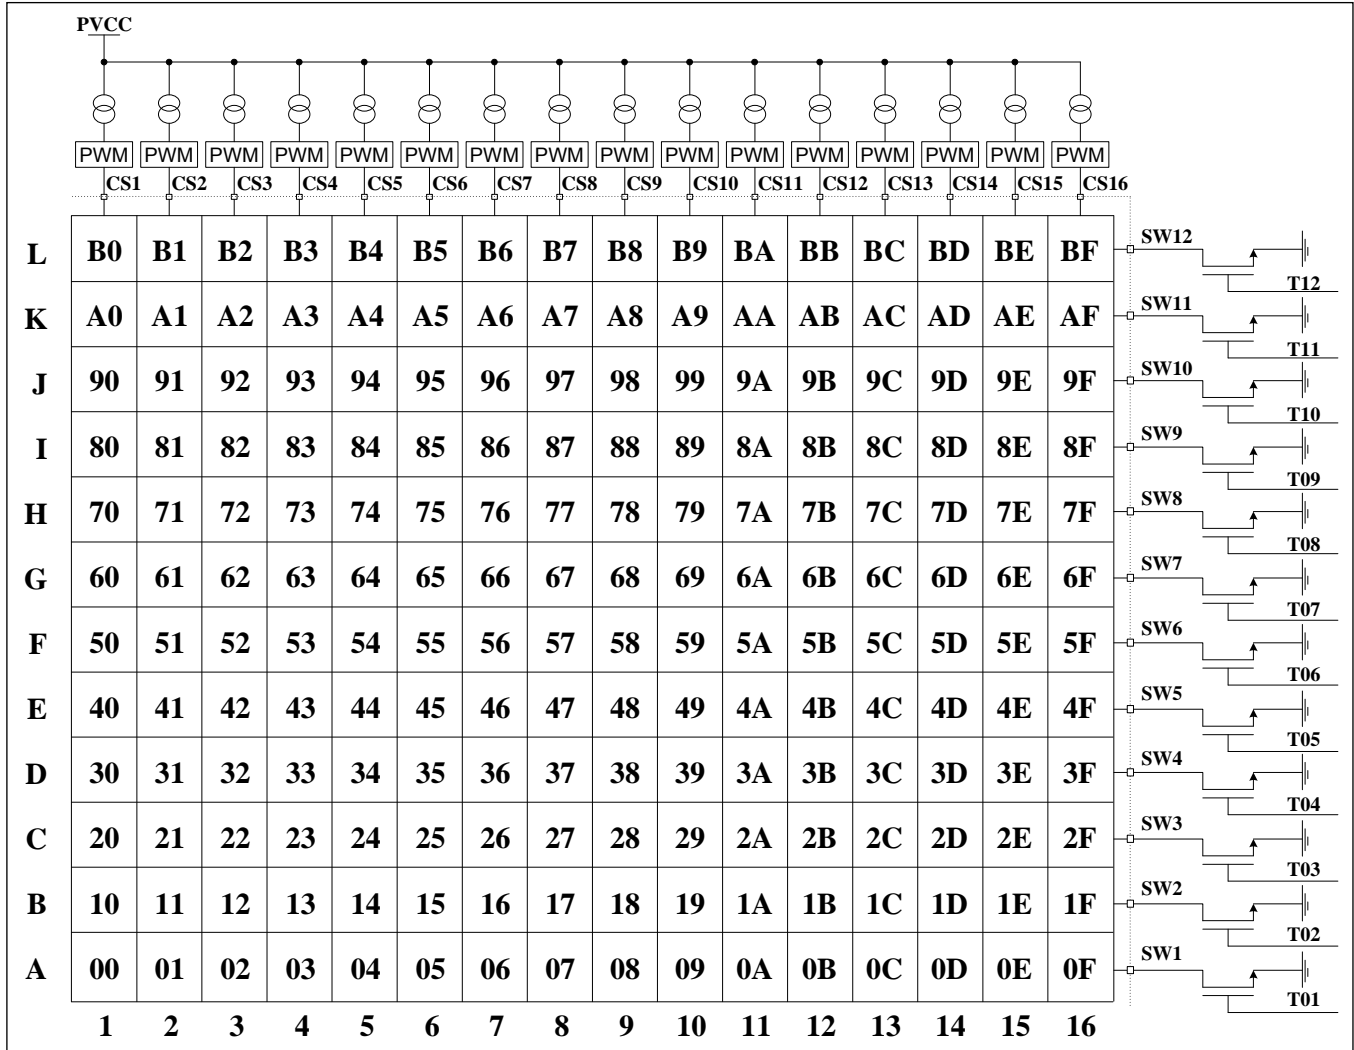 PVCC
PWM PWM PWM PWM PWM PWM PWM PWM PWM PWM PWM PWM PWM PWM PWM PWM
CS1 CS2 CS3 CS4 CS5 CS6 CS7 CS8 CS9 CS10 CS11 CS12 CS13 CS14 CS15 CS16
L B0 B1 B2 B3 B4 B5 B6 B7 B8 B9 BA BB BC BD BE BF SW12
T12
K A0 A1 A2 A3 A4 A5 A6 A7 A8 A9 AA AB AC AD AE AF SW11
T11
J 90 91 92 93 94 95 96 97 98 99 9A 9B 9C 9D 9E 9F SW10
T10
I 80 81 82 83 84 85 86 87 88 89 8A 8B 8C 8D 8E 8F SW9
T09
H 70 71 72 73 74 75 76 77 78 79 7A 7B 7C 7D 7E 7F SW8
T08
G 60 61 62 63 64 65 66 67 68 69 6A 6B 6C 6D 6E 6F SW7
T07
F 50 51 52 53 54 55 56 57 58 59 5A 5B 5C 5D 5E 5F SW6
T06
E 40 41 42 43 44 45 46 47 48 49 4A 4B 4C 4D 4E 4F SW5
T05
D 30 31 32 33 34 35 36 37 38 39 3A 3B 3C 3D 3E 3F SW4
T04
C 20 21 22 23 24 25 26 27 28 29 2A 2B 2C 2D 2E 2F SW3
T03
B 10 11 12 13 14 15 16 17 18 19 1A 1B 1C 1D 1E 1F SW2
T02
A 00 01 02 03 04 05 06 07 08 09 0A 0B 0C 0D 0E 0F SW1
T01
1 2 3 4 5 6 7 8 9 10 11 12 13 14 15 16